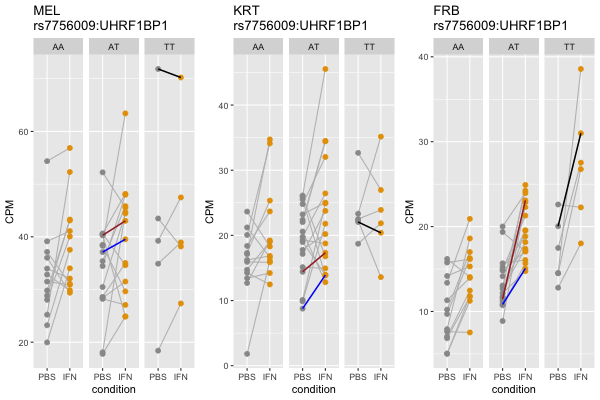 MEL
rs7756009:UHRF1BP1
AA AT TT
60
40
20
CPM
PBS IFN PBS IFN PBS IFN
condition
KRT
rs7756009:UHRF1BP1
AA AT TT
40
30
20
10
0
CPM
PBS IFN PBS IFN PBS IFN
condition
FRB
rs7756009:UHRF1BP1
AA AT TT
40
30
20
10
CPM
PBS IFN PBS IFN PBS IFN
condition